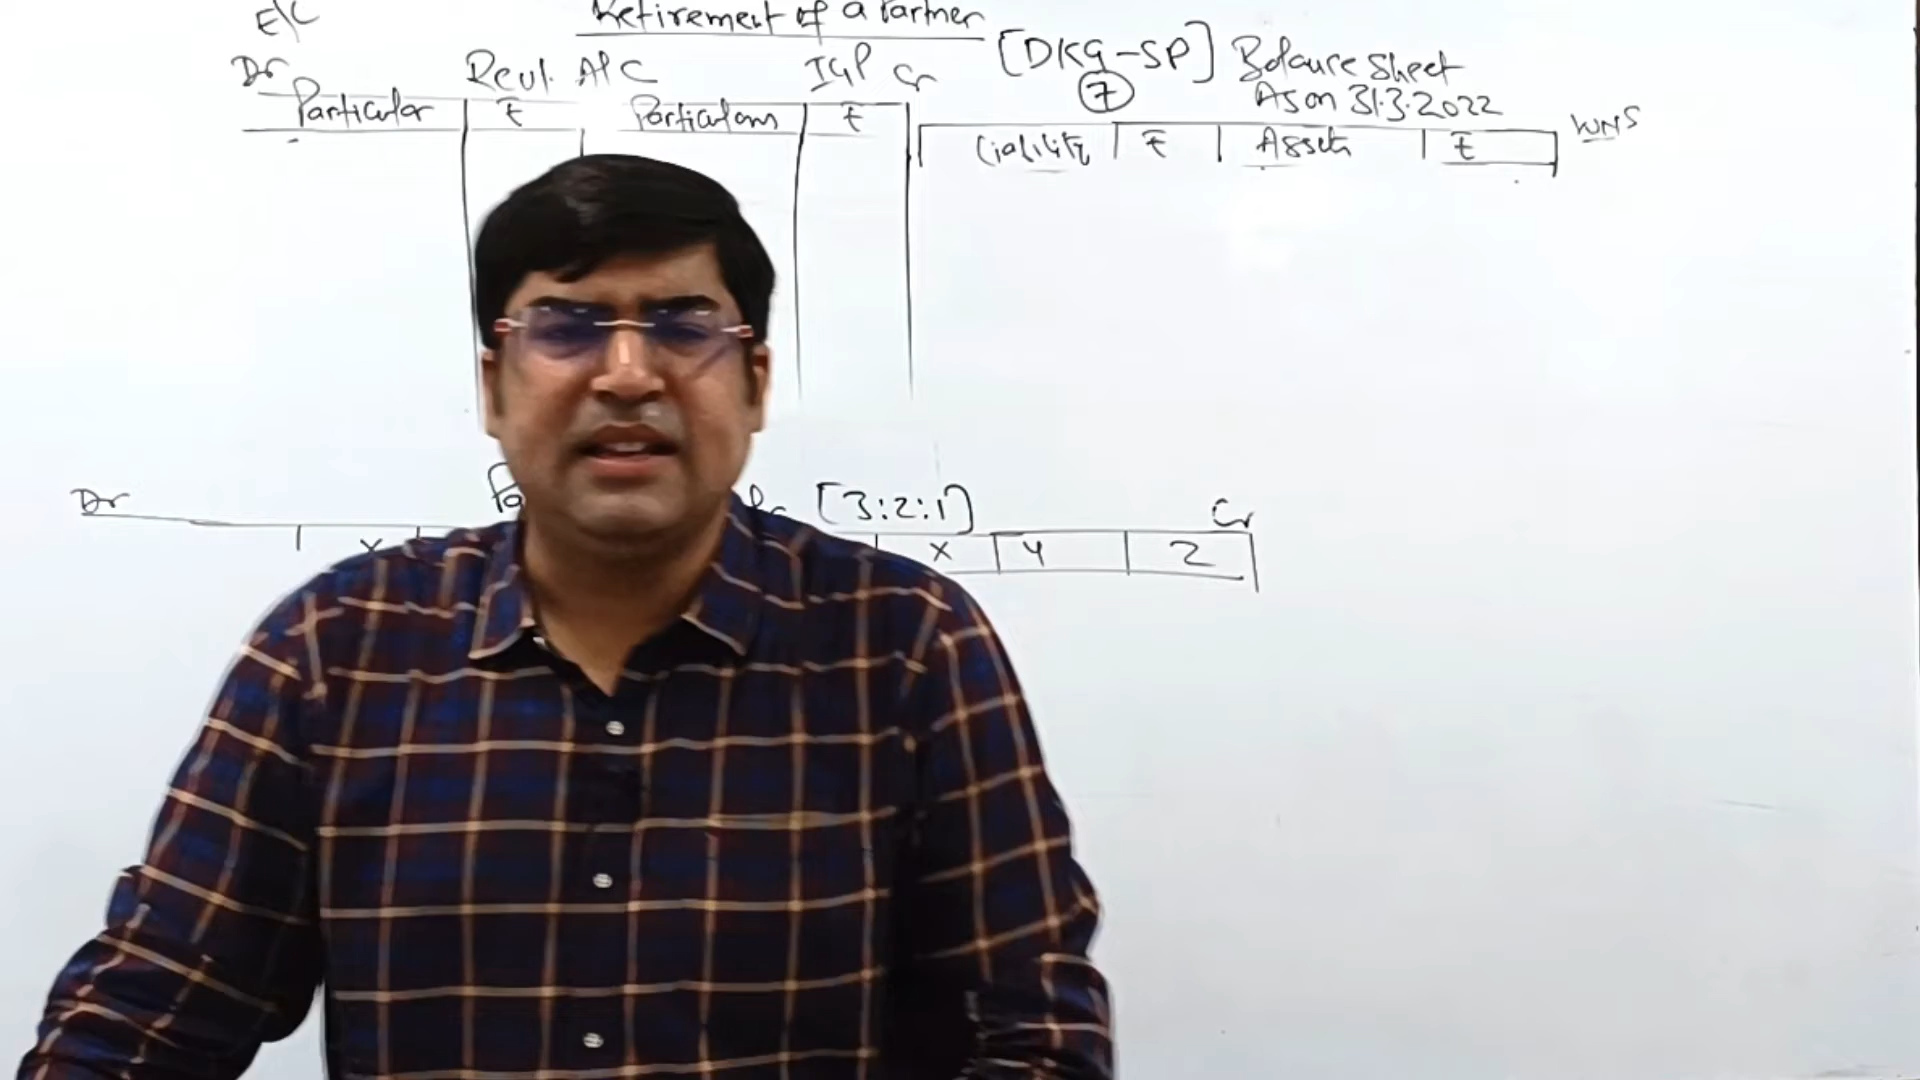 E/C
Retirement of a Partner
[DKG-SP] Balance Sheet
Dr Revl. A/C Cr
7 As on 31.3.2022
Particular ₹ Particulars ₹
WNS
Liability ₹ Assets ₹
[3:2:1]
Dr Cr
X X Y Z